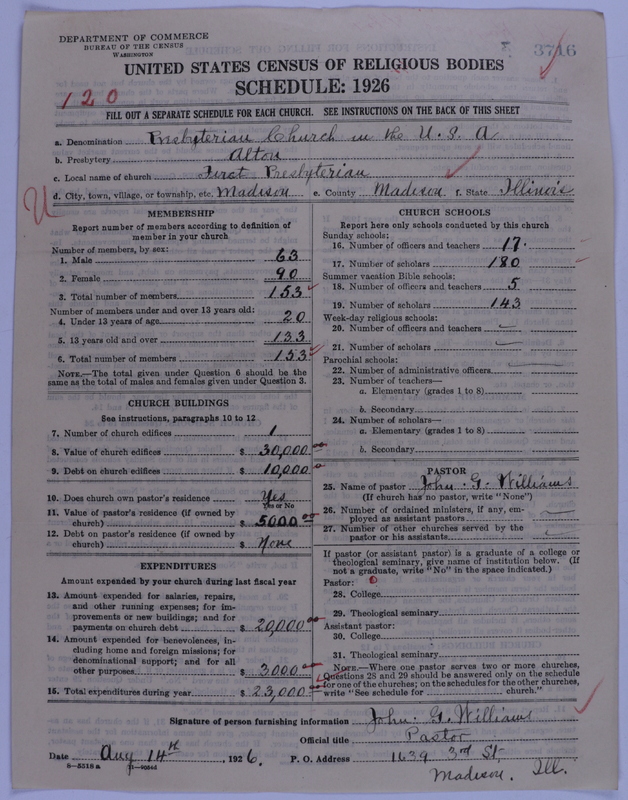 DEPARTMENT OF COMMERCE
BUREAU OF THE CENSUS
WASHINGTON
3716
UNITED STATES CENSUS OF RELIGIOUS BODIES
SCHEDULE: 1926
120
FILL OUT A SEPARATE SCHEDULE FOR EACH CHURCH. SEE INSTRUCTIONS ON THE BACK OF THIS SHEET
a. Denomination Presbyterian Church in the U. S. A
b. Presbytery Alton
c. Local name of church First Presbyterian
d. City, town, village, or township, etc. Madison e. County Madison f. State Illinois
U
MEMBERSHIP
Report number of members according to definition of
member in your church
Number of members, by sex:
1. Male 63
2. Female 90
3. Total number of members 153
Number of members under and over 13 years old:
4. Under 13 years of age 20
5. 13 years old and over 133
6. Total number of members 153
NOTE.—The total given under Question 6 should be
same as the total of males and females given under Question 3.
CHURCH BUILDINGS
See instructions, paragraphs 10 to 12
7. Number of church edifices 1
8. Value of church edifices $ 30,000.00
9. Debt on church edifices $ 10,000
10. Does church own pastor's residence Yes
Yes or No
11. Value of pastor's residence (if owned by
church) $ 5000.00
12. Debt on pastor's residence (if owned by
church) $ None
EXPENDITURES
Amount expended by your church during last fiscal year
13. Amount expended for salaries, repairs,
and other running expenses; for im-
provements or new buildings; and for
payments on church debt $ 20,000.00
14. Amount expended for benevolences, in-
cluding home and foreign missions; for
denominational support; and for all
other purposes $ 3000
15. Total expenditures during year $ 23,000
CHURCH SCHOOLS
Report here only schools conducted by this church
Sunday schools:
16. Number of officers and teachers 17.
17. Number of scholars 180
Summer vacation Bible schools:
18. Number of officers and teachers 5
19. Number of scholars 143
Week-day religious schools:
20. Number of officers and teachers
21. Number of scholars
Parochial schools:
22. Number of administrative officers
23. Number of teachers—
a. Elementary (grades 1 to 8)
b. Secondary
24. Number of scholars—
a. Elementary (grades 1 to 8)
b. Secondary
PASTOR
25. Name of pastor John. G. Williams
(If church has no pastor, write "None")
26. Number of ordained ministers, if any, em-
ployed as assistant pastors
27. Number of other churches served by the
pastor or his assistants
If pastor (or assistant pastor) is a graduate of a college or
theological seminary, give name of institution below. (If
not a graduate, write "No" in the space indicated.)
Pastor:
28. College
29. Theological seminary
Assistant pastor:
30. College
31. Theological seminary
NOTE.—Where one pastor serves two or more churches,
Questions 28 and 29 should be answered only on the schedule
for one of the churches; on the schedules for the other churches,
write "See schedule for church."
Signature of person furnishing information John. G. Williams
Official title Pastor
Date Aug 14th, 1926. P. O. Address 1639 3rd St,
8—5518 a
Madison. Ill.